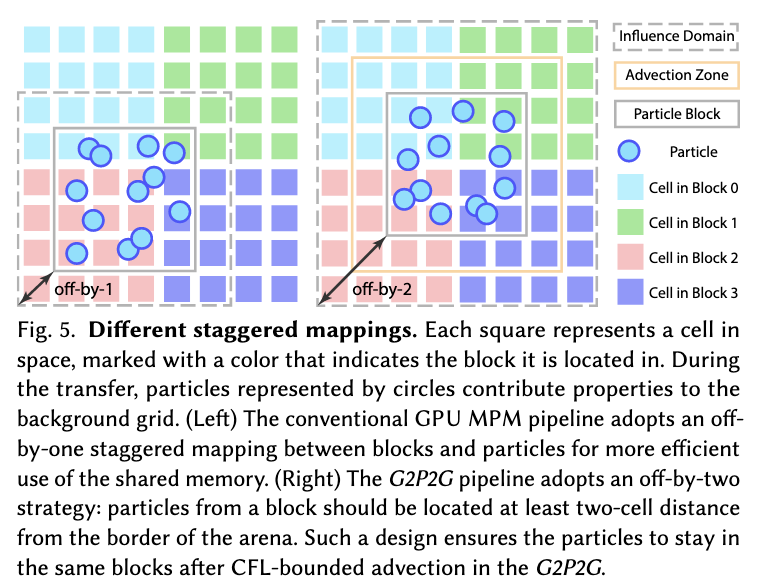 Influence Domain
Advection Zone
Particle Block
Particle
Cell in Block 0
Cell in Block 1
Cell in Block 2
Cell in Block 3
off-by-1
off-by-2
Fig. 5. Different staggered mappings. Each square represents a cell in
space, marked with a color that indicates the block it is located in. During
the transfer, particles represented by circles contribute properties to the
background grid. (Left) The conventional GPU MPM pipeline adopts an off-
by-one staggered mapping between blocks and particles for more efficient
use of the shared memory. (Right) The G2P2G pipeline adopts an off-by-two
strategy: particles from a block should be located at least two-cell distance
from the border of the arena. Such a design ensures the particles to stay in
the same blocks after CFL-bounded advection in the G2P2G.